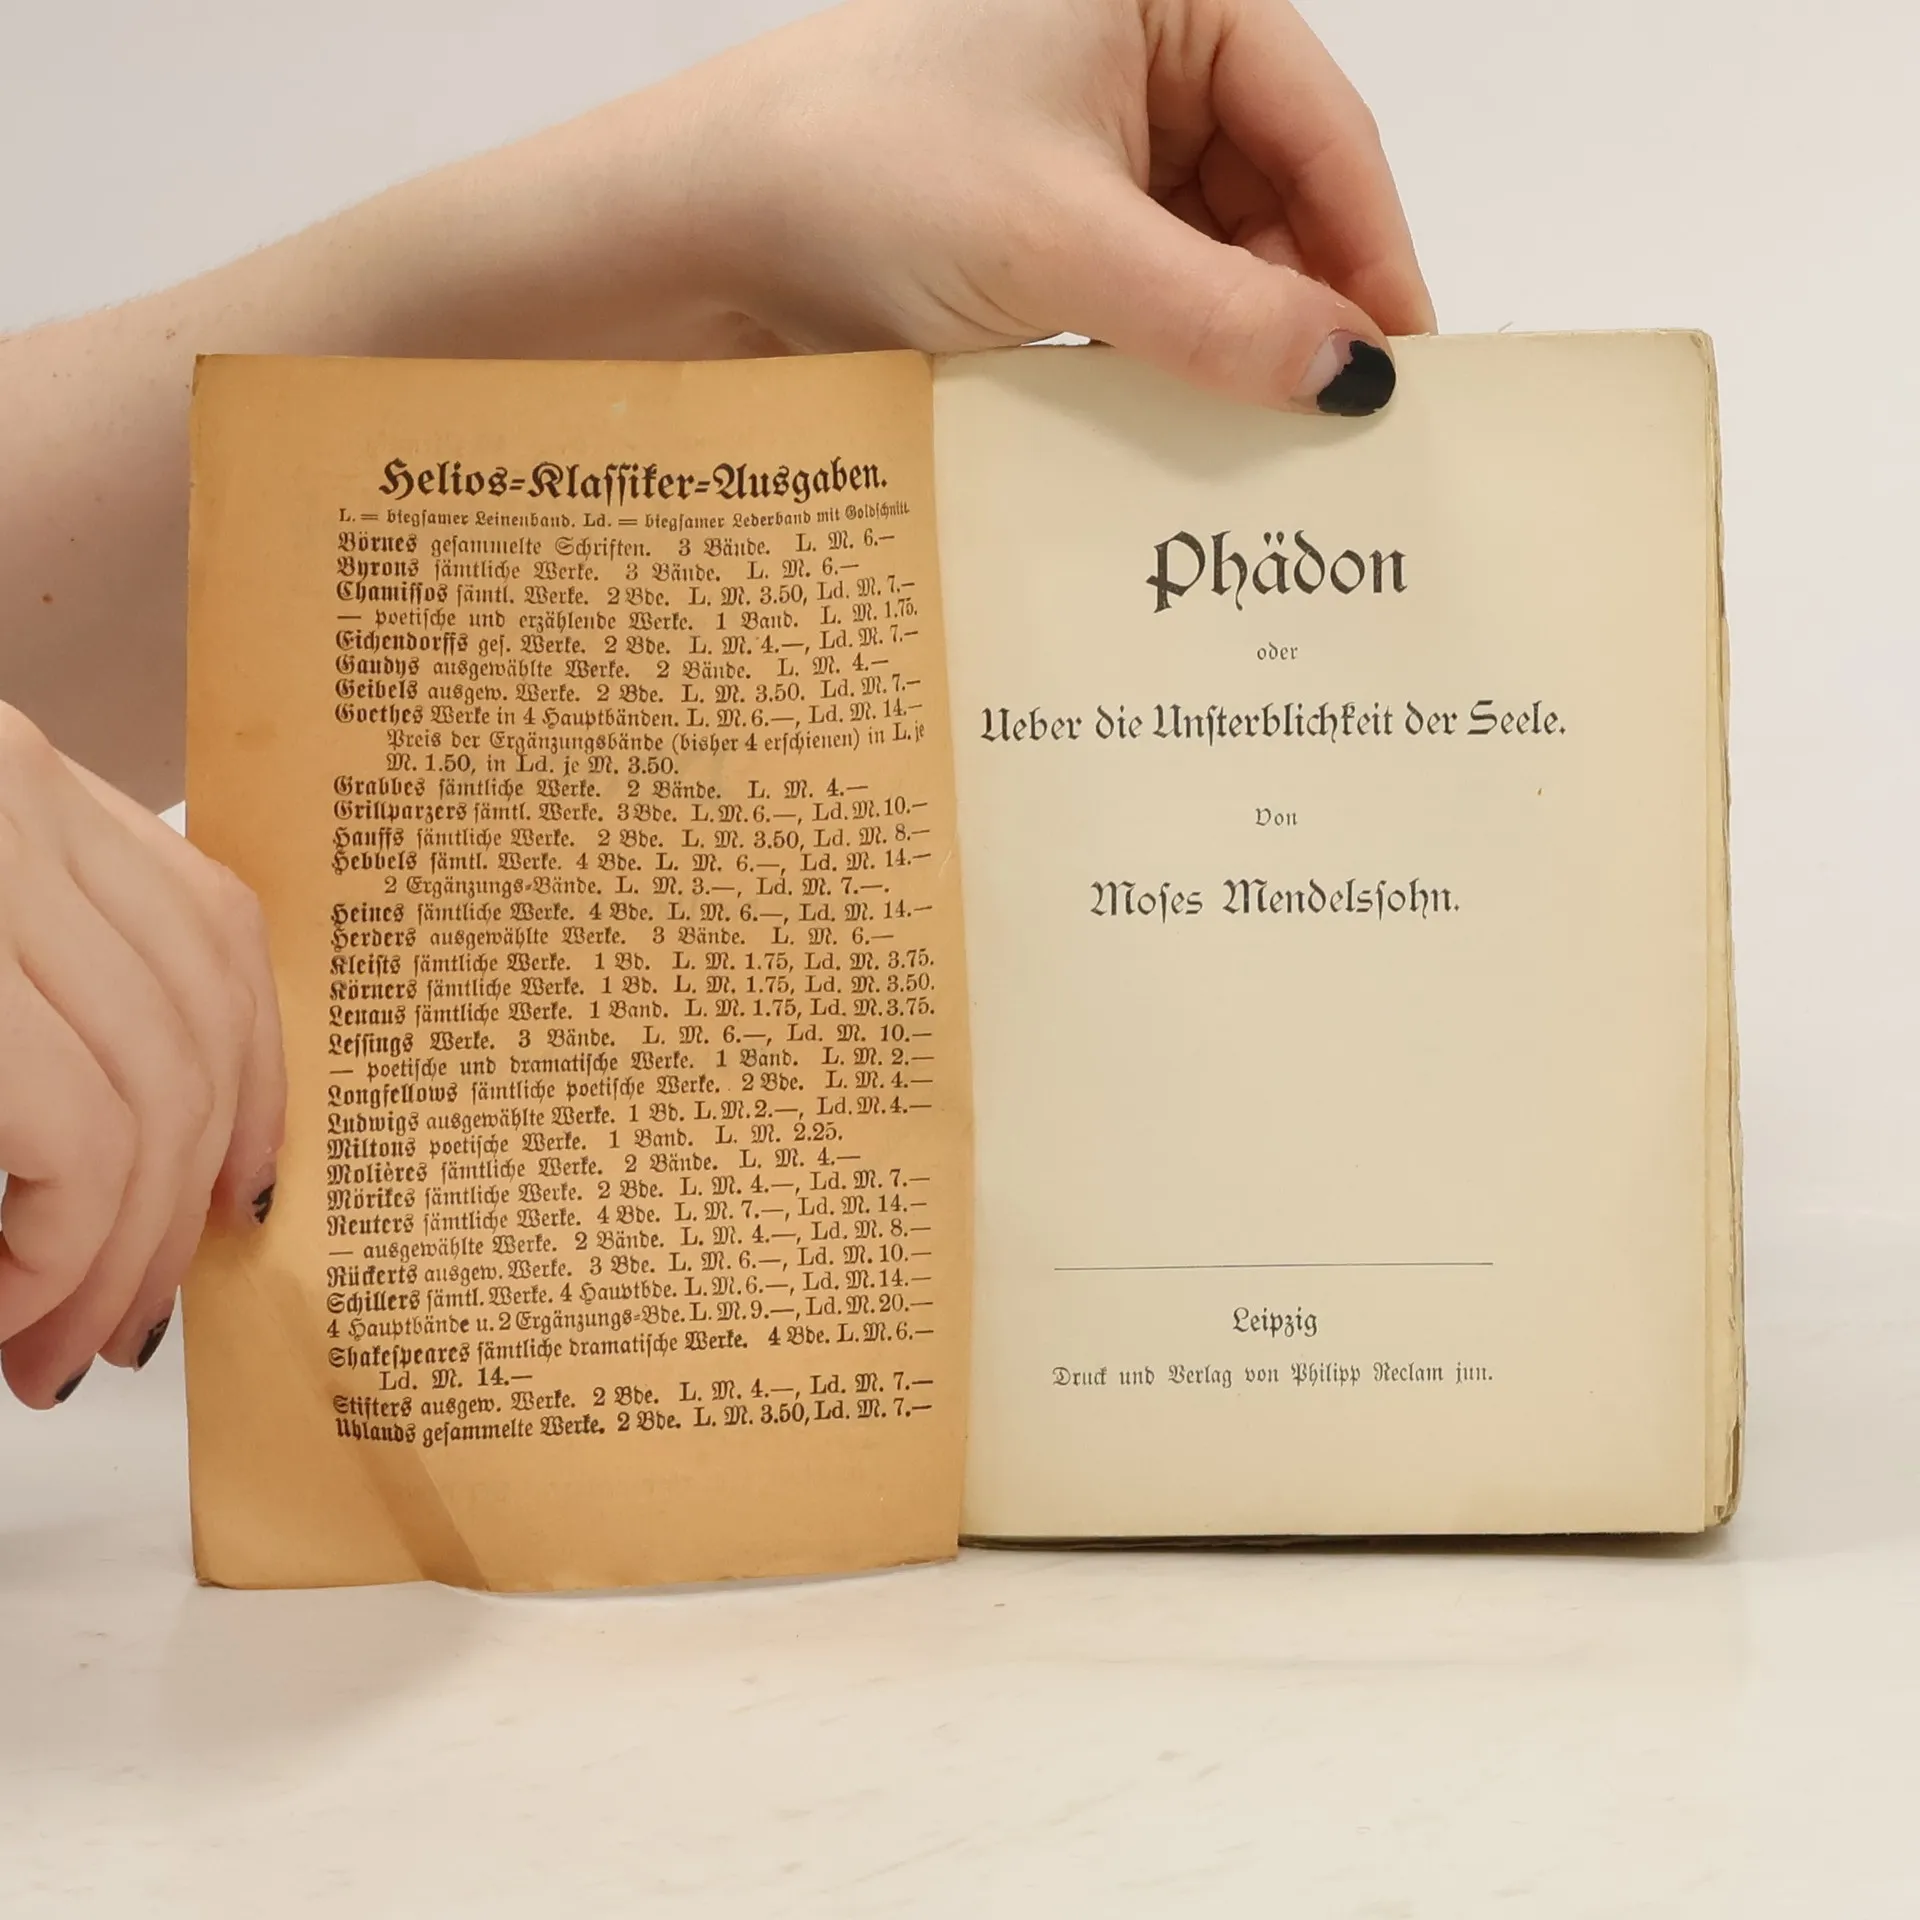 Helios-Klassiker-Ausgaben.
L. = biegsamer Leinenband. Ld. = biegsamer Lederband mit Goldschnitt
Börnes gesammelte Schriften. 3 Bände. L. M. 6.—
Byrons sämtliche Werke. 3 Bände. L. M. 6.—
Chamissos sämtl. Werke. 2 Bde. L. M. 3.50, Ld. M. 7.—
— poetische und erzählende Werke. 1 Band. L. M. 1.75.
Eichendorffs ges. Werke. 2 Bde. L. M. 4.—, Ld. M. 7.—
Gaudys ausgewählte Werke. 2 Bände. L. M. 4.—
Geibels ausgew. Werke. 2 Bde. L. M. 3.50. Ld. M. 7.—
Goethes Werke in 4 Hauptbänden. L. M. 6.—, Ld. M. 14.—
Preis der Ergänzungsbände (bisher 4 erschienen) in L. je
M. 1.50, in Ld. je M. 3.50.
Grabbes sämtliche Werke. 2 Bände. L. M. 4.—
Grillparzers sämtl. Werke. 3 Bde. L. M. 6.—, Ld. M. 10.—
Hauffs sämtliche Werke. 2 Bde. L. M. 3.50, Ld. M. 8.—
Hebbels sämtl. Werke. 4 Bde. L. M. 6.—, Ld. M. 14.—
2 Ergänzungs-Bände. L. M. 3.—, Ld. M. 7.—.
Heines sämtliche Werke. 4 Bde. L. M. 6.—, Ld. M. 14.—
Herders ausgewählte Werke. 3 Bände. L. M. 6.—
Kleists sämtliche Werke. 1 Bd. L. M. 1.75, Ld. M. 3.75.
Körners sämtliche Werke. 1 Bd. L. M. 1.75, Ld. M. 3.50.
Lenaus sämtliche Werke. 1 Band. L. M. 1.75, Ld. M. 3.75.
Lessings Werke. 3 Bände. L. M. 6.—, Ld. M. 10.—
— poetische und dramatische Werke. 1 Band. L. M. 2.—
Longfellows sämtliche poetische Werke. 2 Bde. L. M. 4.—
Ludwigs ausgewählte Werke. 1 Bd. L. M. 2.—, Ld. M. 4.—
Miltons poetische Werke. 1 Band. L. M. 2.25.
Molières sämtliche Werke. 2 Bände. L. M. 4.—
Mörikes sämtliche Werke. 2 Bde. L. M. 4.—, Ld. M. 7.—
Reuters sämtliche Werke. 4 Bde. L. M. 7.—, Ld. M. 14.—
— ausgewählte Werke. 2 Bände. L. M. 4.—, Ld. M. 8.—
Rückerts ausgew. Werke. 3 Bde. L. M. 6.—, Ld. M. 10.—
Schillers sämtl. Werke. 4 Hauptbde. L. M. 6.—, Ld. M. 14.—
4 Hauptbände u. 2 Ergänzungs-Bde. L. M. 9.—, Ld. M. 20.—
Shakespeares sämtliche dramatische Werke. 4 Bde. L. M. 6.—
Ld. M. 14.—
Stifters ausgew. Werke. 2 Bde. L. M. 4.—, Ld. M. 7.—
Uhlands gesammelte Werke. 2 Bde. L. M. 3.50, Ld. M. 7.—
Phädon
oder
Ueber die Unsterblichkeit der Seele.
Von
Moses Mendelssohn.
Leipzig
Druck und Verlag von Philipp Reclam jun.